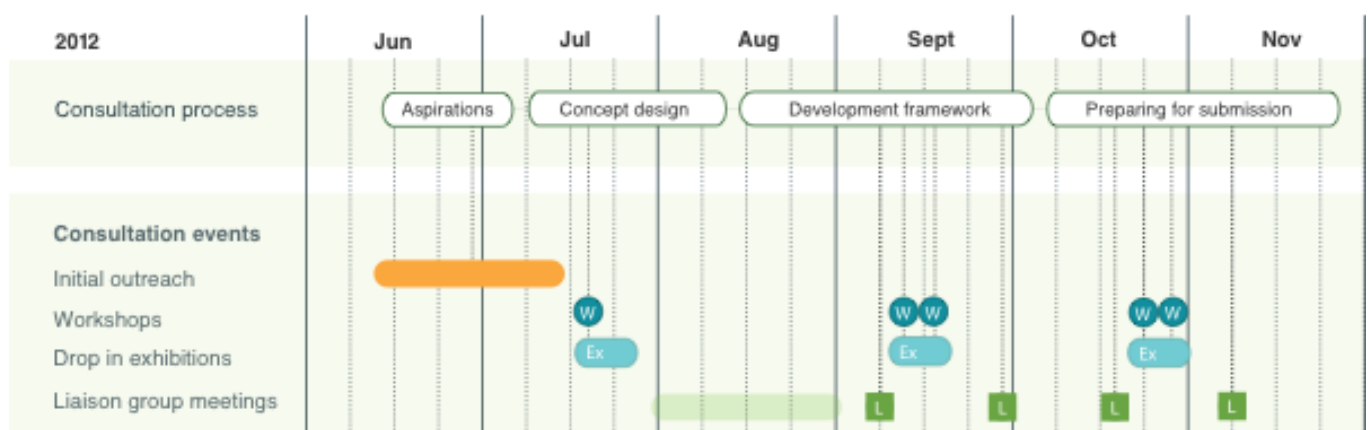 2012 Jun Jul Aug Sept Oct Nov
Consultation process Aspirations Concept design Development framework Preparing for submission
Consultation events
Initial outreach
Workshops W W W W W
Drop in exhibitions Ex Ex Ex
Liaison group meetings L L L L